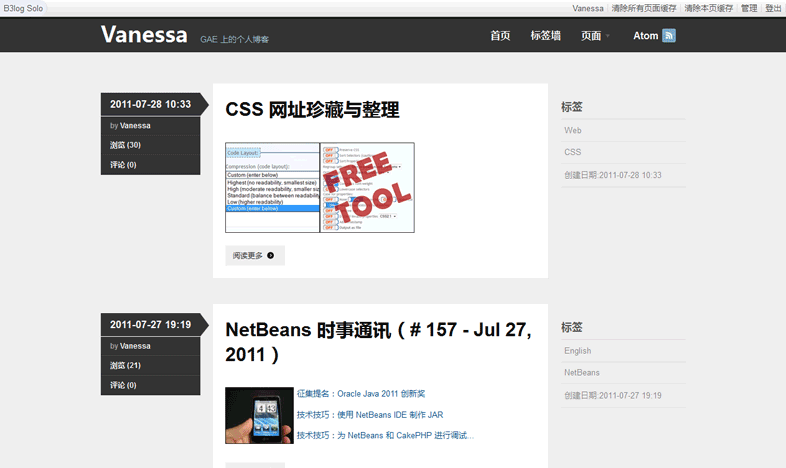 B3log Solo
Vanessa 清除所有页面缓存 清除本页缓存 管理 登出
Vanessa GAE 上的个人博客
首页 标签墙 页面 Atom
2011-07-28 10:33
by Vanessa
浏览 (30)
评论 (0)
CSS 网址珍藏与整理
Code Layout:
Compression (code layout):
Custom (enter below)
Highest (no readability, smallest size)
High (moderate readability, smaller size
Standard (balance between readability
Low (higher readability)
Custom (enter below)
FREE
TOOL
阅读更多
标签
Web
CSS
创建日期:2011-07-28 10:33
2011-07-27 19:19
by Vanessa
浏览 (21)
评论 (0)
NetBeans 时事通讯（# 157 - Jul 27,
2011）
征集提名：Oracle Java 2011 创新奖
技术技巧：使用 NetBeans IDE 制作 JAR
技术技巧：为 NetBeans 和 CakePHP 进行调试...
标签
English
NetBeans
创建日期:2011-07-27 19:19